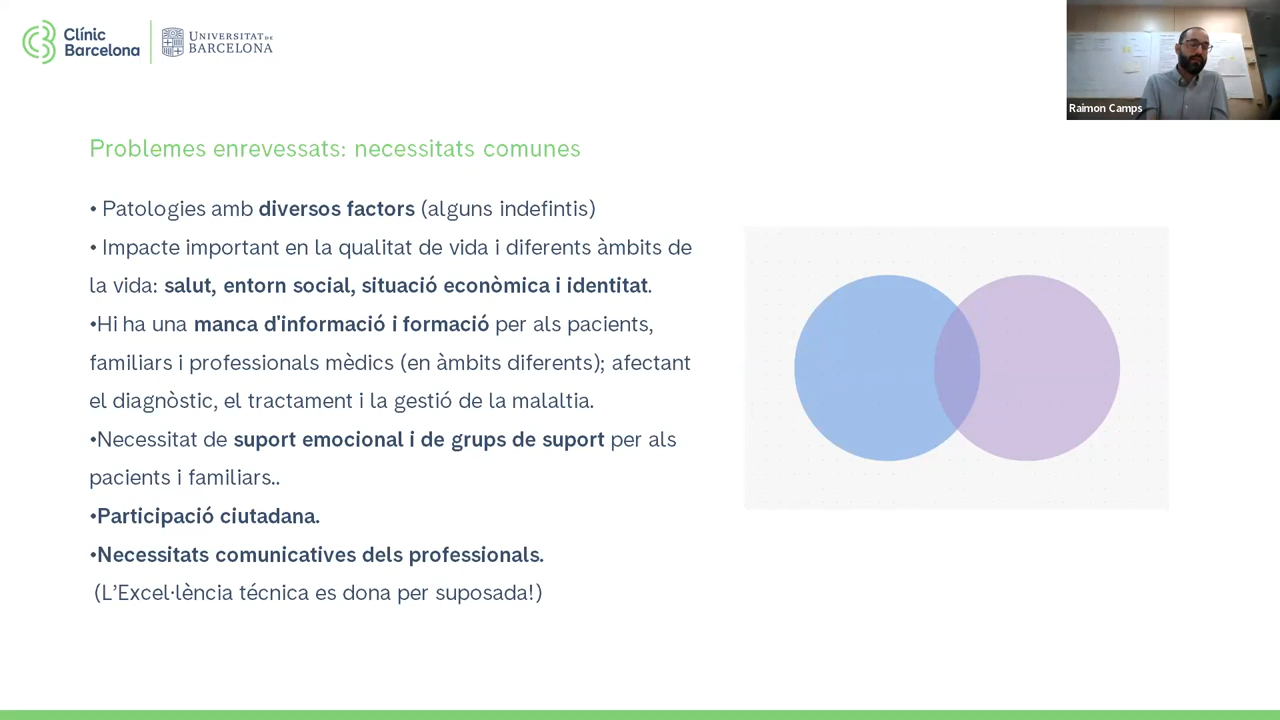 Clínic
Barcelona
UNIVERSITAT DE
BARCELONA
Raimon Camps
Problemes enrevessats: necessitats comunes
• Patologies amb diversos factors (alguns indefintis)
• Impacte important en la qualitat de vida i diferents àmbits de
la vida: salut, entorn social, situació econòmica i identitat.
•Hi ha una manca d'informació i formació per als pacients,
familiars i professionals mèdics (en àmbits diferents); afectant
el diagnòstic, el tractament i la gestió de la malaltia.
•Necessitat de suport emocional i de grups de suport per als
pacients i familiars..
•Participació ciutadana.
•Necessitats comunicatives dels professionals.
(L’Excel·lència técnica es dona per suposada!)